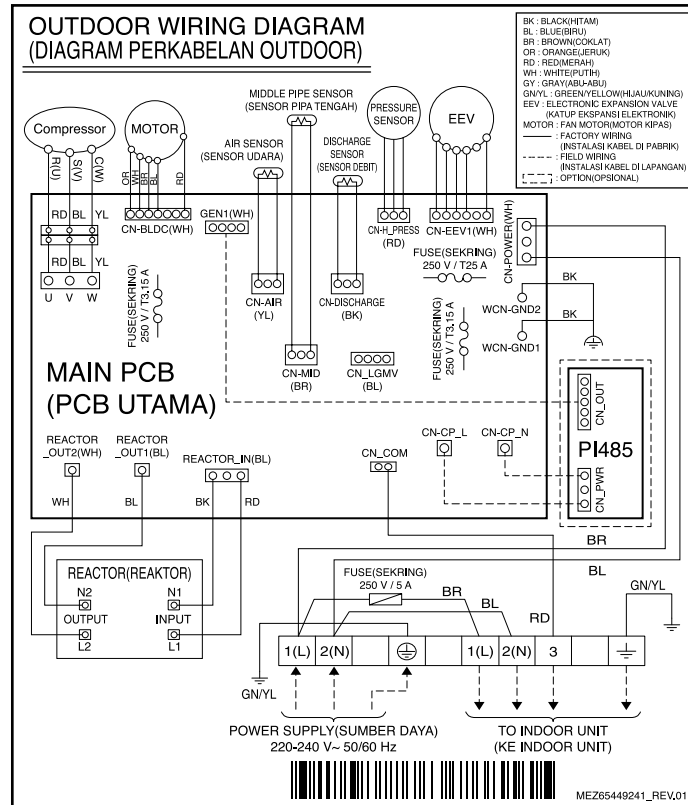 OUTDOOR WIRING DIAGRAM
(DIAGRAM PERKABELAN OUTDOOR)
BK : BLACK(HITAM)
BL : BLUE(BIRU)
BR : BROWN(COKLAT)
OR : ORANGE(JERUK)
RD : RED(MERAH)
WH : WHITE(PUTIH)
GY : GRAY(ABU-ABU)
GN/YL : GREEN/YELLOW(HIJAU/KUNING)
EEV : ELECTRONIC EXPANSION VALVE
(KATUP EKSPANSI ELEKTRONIK)
MOTOR : FAN MOTOR(MOTOR KIPAS)
: FACTORY WIRING
(INSTALASI KABEL DI PABRIK)
: FIELD WIRING
(INSTALASI KABEL DI LAPANGAN)
: OPTION(OPSIONAL)
Compressor
R(U)
S(V)
C(W)
RD BL YL
RD BL YL
U V W
MOTOR
OR
WH
BR
BL
RD
CN-BLDC(WH)
FUSE(SEKRING)
250 V / T3.15 A
MIDDLE PIPE SENSOR
(SENSOR PIPA TENGAH)
AIR SENSOR
(SENSOR UDARA)
DISCHARGE
SENSOR
(SENSOR DEBIT)
PRESSURE
SENSOR
EEV
GEN1(WH)
CN-AIR
(YL)
CN-MID
(BR)
CN-DISCHARGE
(BK)
CN_LGMV
(BL)
CN-H_PRESS
(RD)
CN-EEV1(WH)
FUSE(SEKRING)
250 V / T25 A
FUSE(SEKRING)
250 V / T3.15 A
CN-POWER(WH)
BK
WCN-GND2
BK
WCN-GND1
MAIN PCB
(PCB UTAMA)
CN_OUT
PI485
CN_PWR
REACTOR
_OUT2(WH)
REACTOR
_OUT1(BL)
REACTOR_IN(BL)
CN_COM
CN-CP_L
CN-CP_N
WH
BL
BK
RD
BR
BL
REACTOR(REAKTOR)
N2 N1
OUTPUT INPUT
L2 L1
FUSE(SEKRING)
250 V / 5 A
BR
BL
RD
GN/YL
1(L) 2(N) 1(L) 2(N) 3
GN/YL
POWER SUPPLY(SUMBER DAYA)
220-240 V~ 50/60 Hz
TO INDOOR UNIT
(KE INDOOR UNIT)
MEZ65449241_REV.01